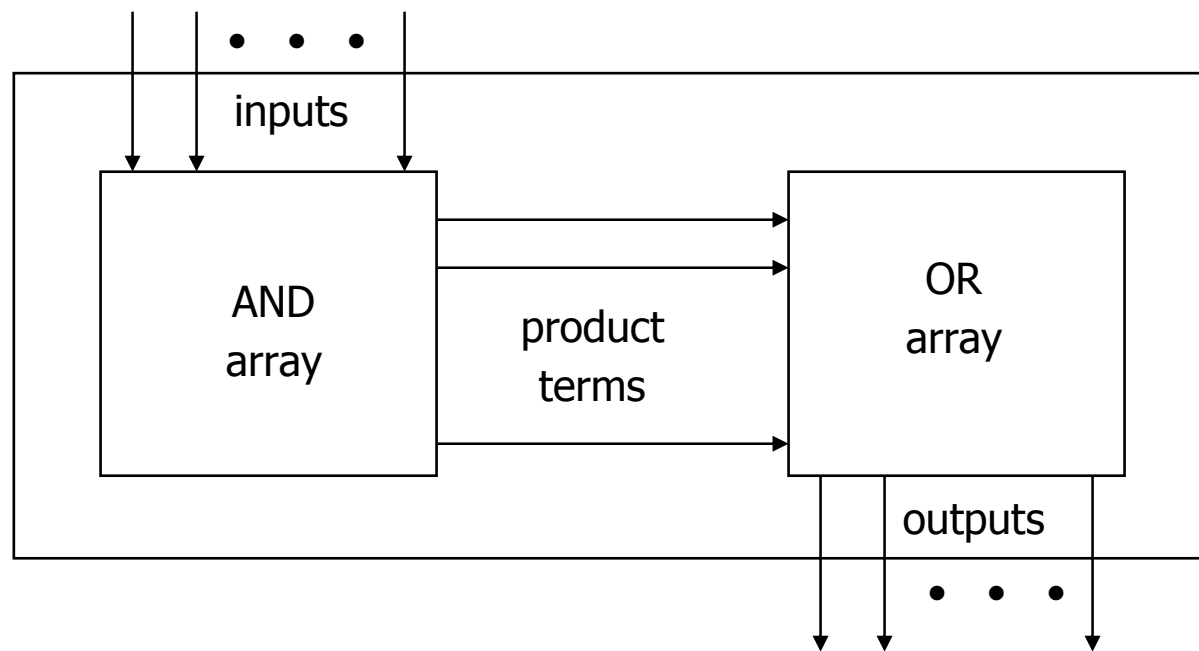 inputs
AND
array
product
terms
OR
array
outputs